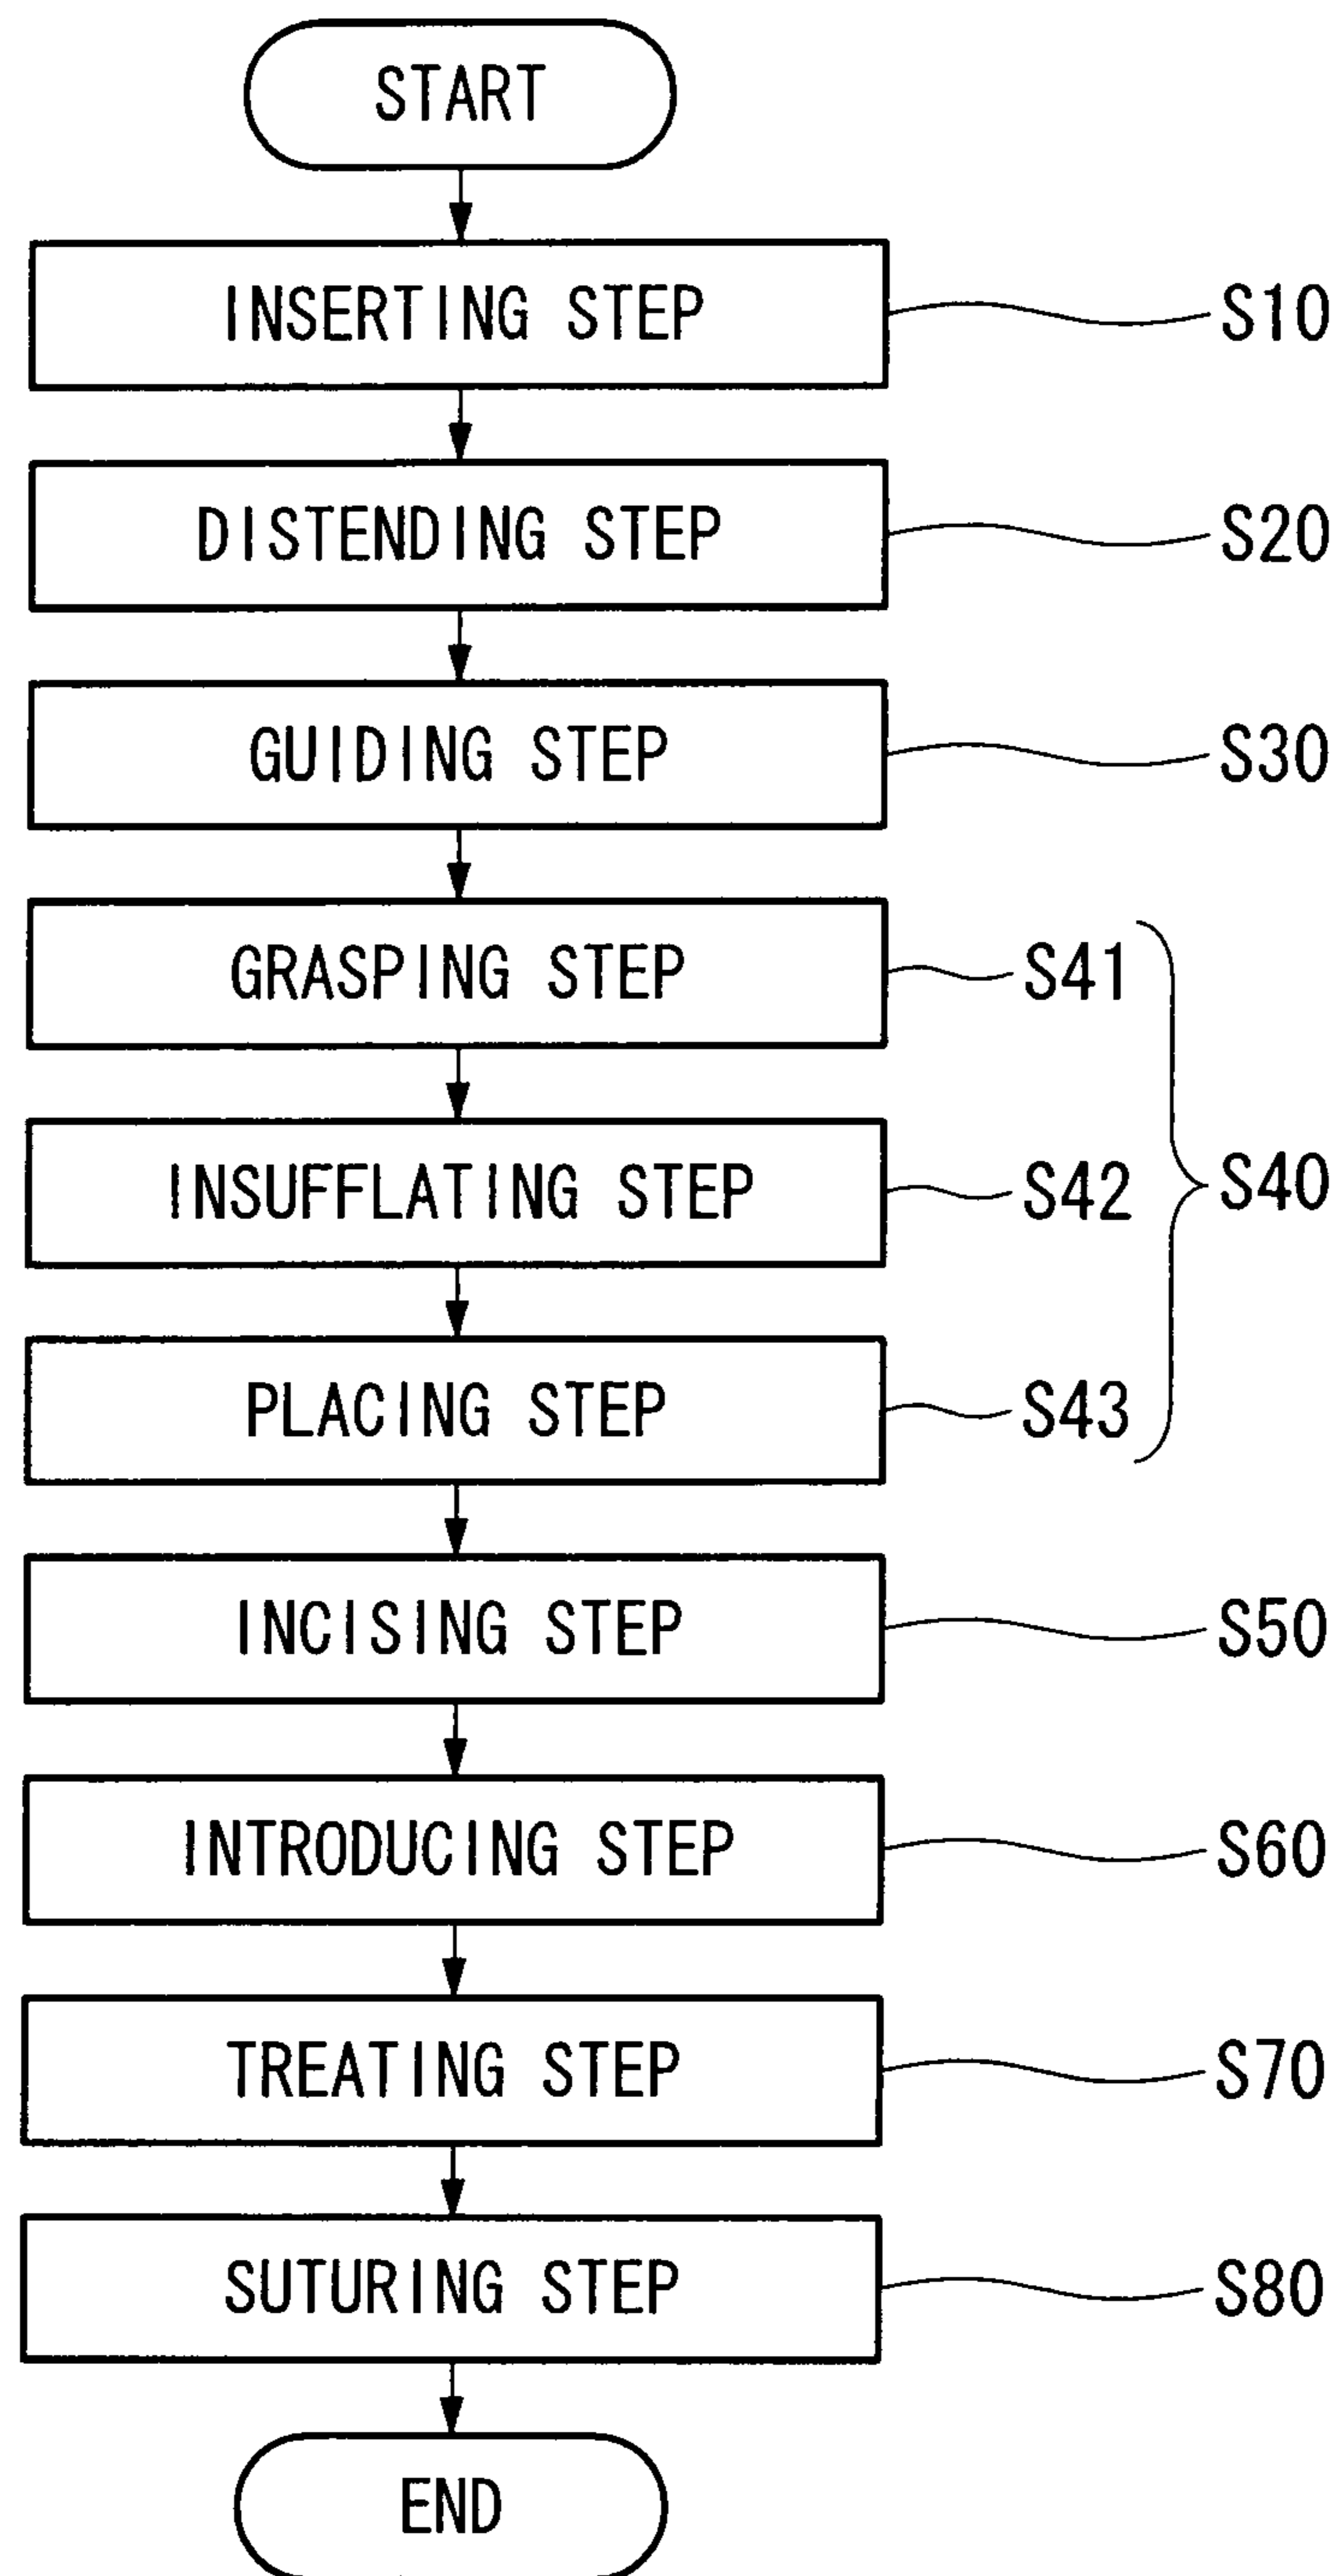 START
INSERTING STEP S10
DISTENDING STEP S20
GUIDING STEP S30
GRASPING STEP S41
INSUFFLATING STEP S42 S40
PLACING STEP S43
INCISING STEP S50
INTRODUCING STEP S60
TREATING STEP S70
SUTURING STEP S80
END